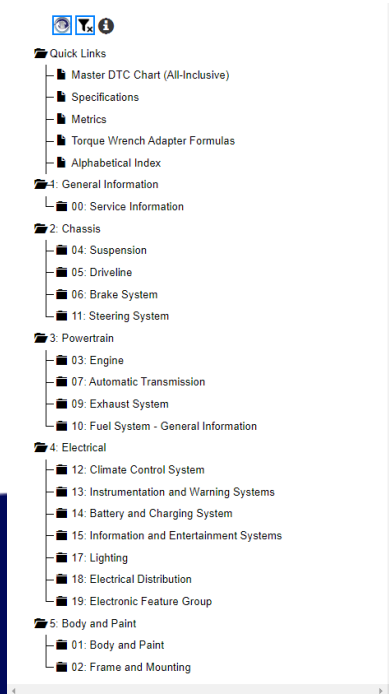 Quick Links
Master DTC Chart (All-Inclusive)
Specifications
Metrics
Torque Wrench Adapter Formulas
Alphabetical Index
1: General Information
00: Service Information
2: Chassis
04: Suspension
05: Driveline
06: Brake System
11: Steering System
3: Powertrain
03: Engine
07: Automatic Transmission
09: Exhaust System
10: Fuel System - General Information
4: Electrical
12: Climate Control System
13: Instrumentation and Warning Systems
14: Battery and Charging System
15: Information and Entertainment Systems
17: Lighting
18: Electrical Distribution
19: Electronic Feature Group
5: Body and Paint
01: Body and Paint
02: Frame and Mounting